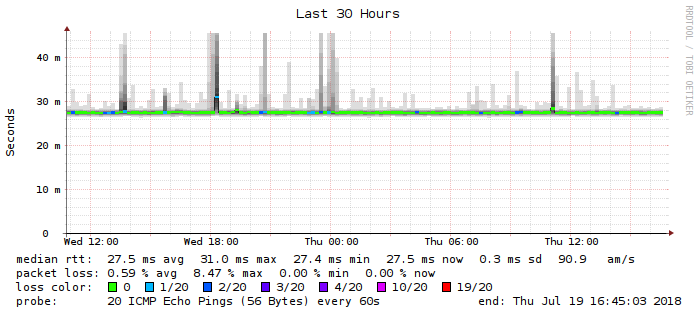 Last 30 Hours
RRDTOOL / TOBI OETIKER
Seconds
40 m
30 m
20 m
10 m
0
Wed 12:00 Wed 18:00 Thu 00:00 Thu 06:00 Thu 12:00
median rtt: 27.5 ms avg 31.0 ms max 27.4 ms min 27.5 ms now 0.3 ms sd 90.9 am/s
packet loss: 0.59 % avg 8.47 % max 0.00 % min 0.00 % now
loss color: 0 1/20 2/20 3/20 4/20 10/20 19/20
probe: 20 ICMP Echo Pings (56 Bytes) every 60s end: Thu Jul 19 16:45:03 2018